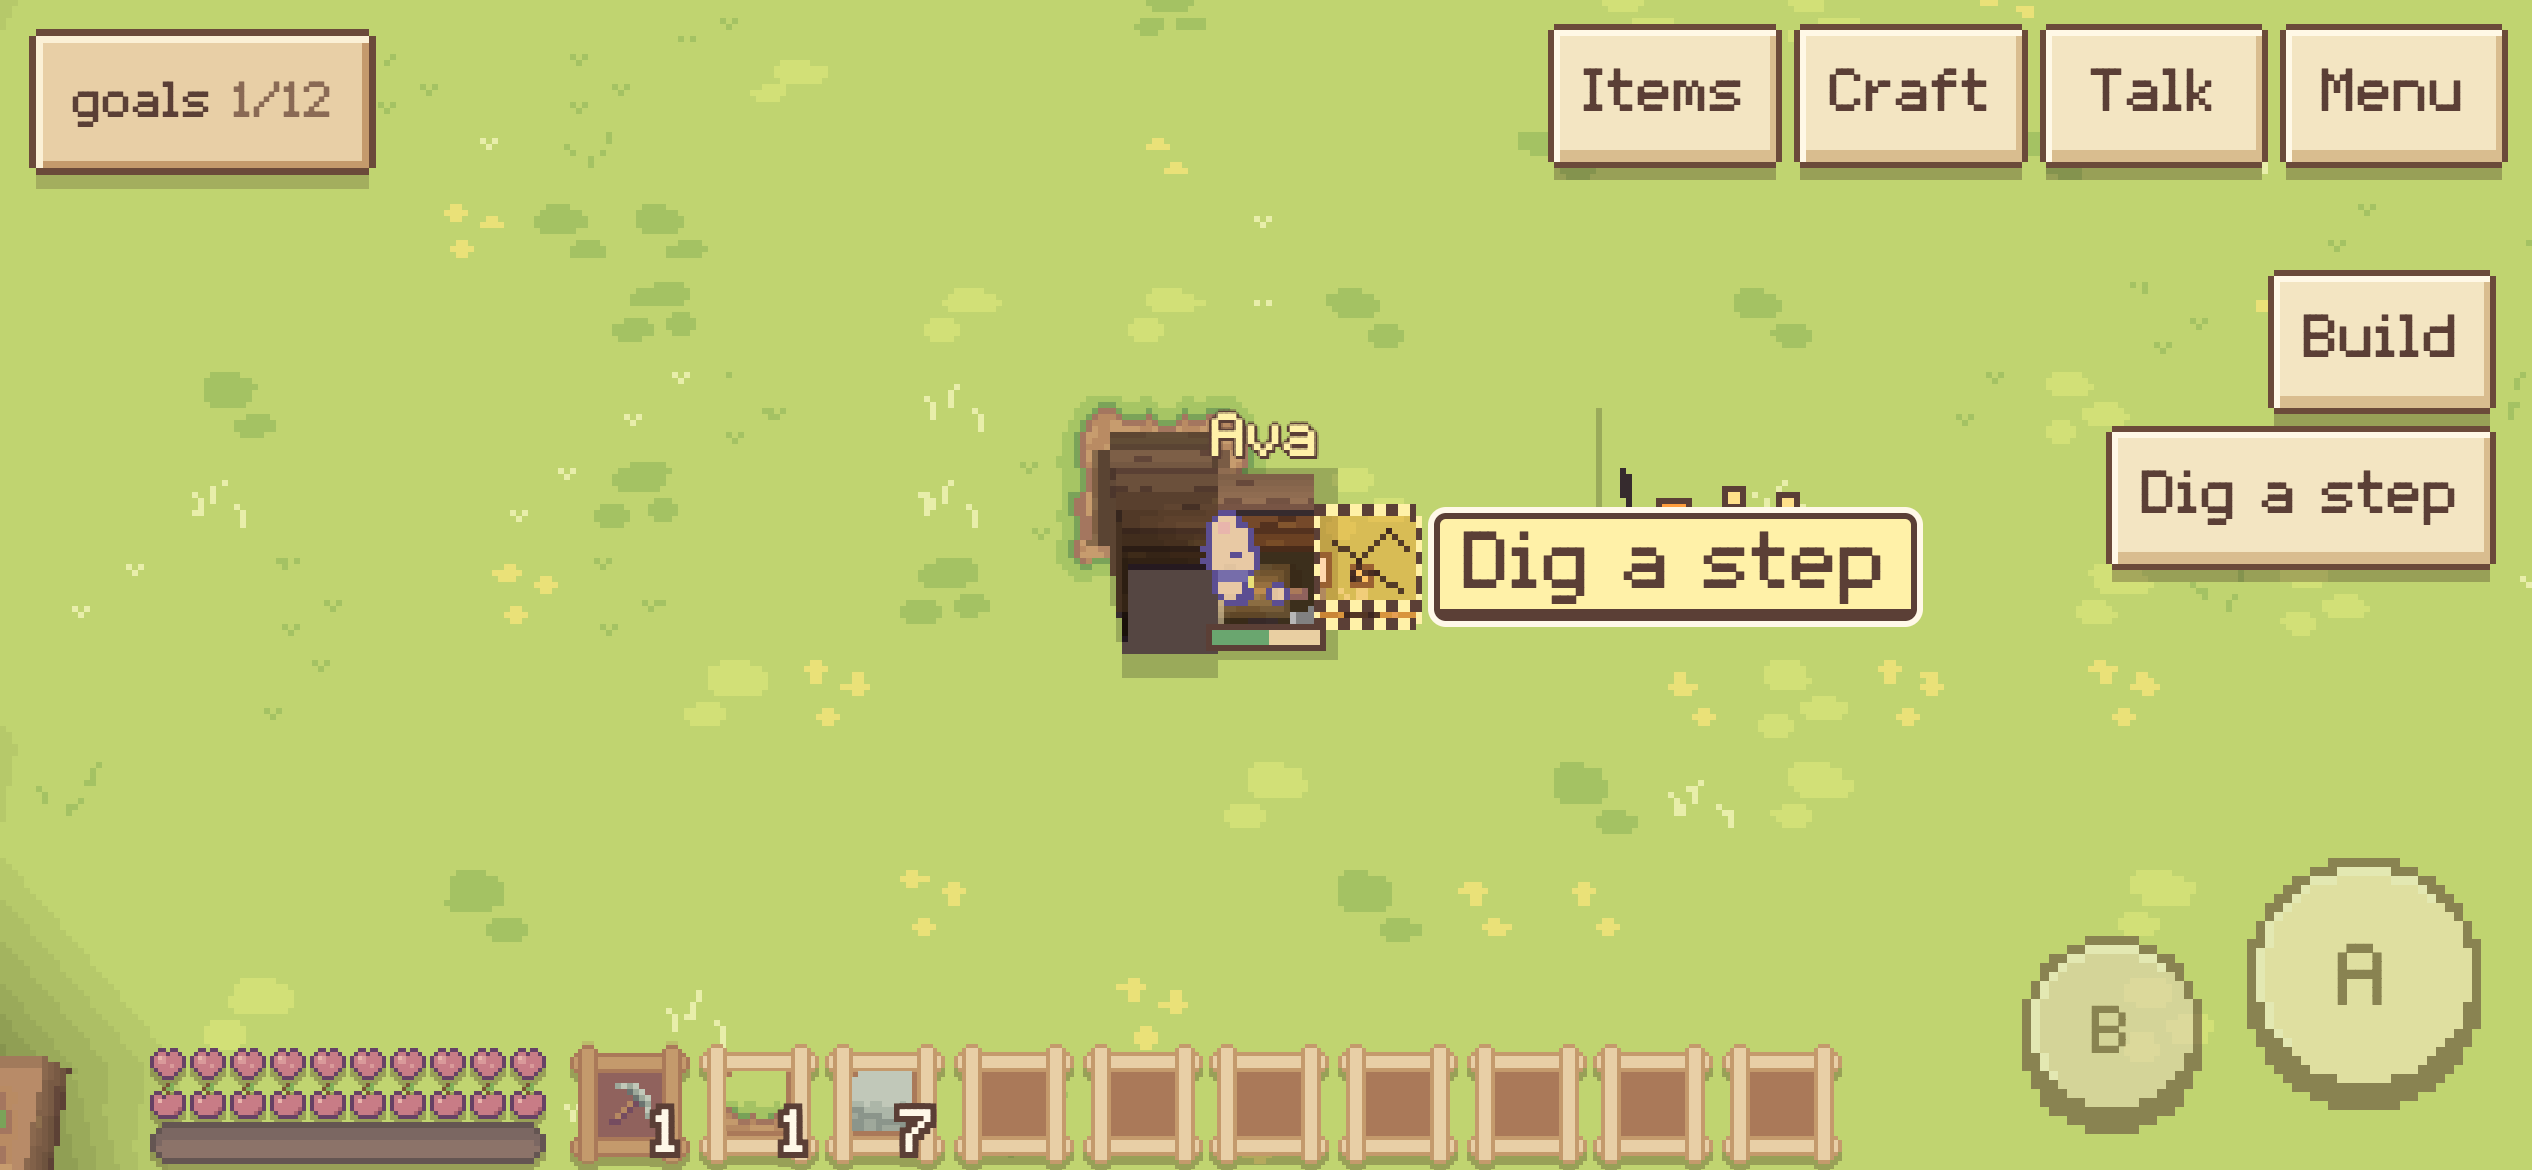 goals 1/12
Items
Craft
Talk
Menu
Build
Dig a step
Ava
Dig a step
A
B
1
1
7